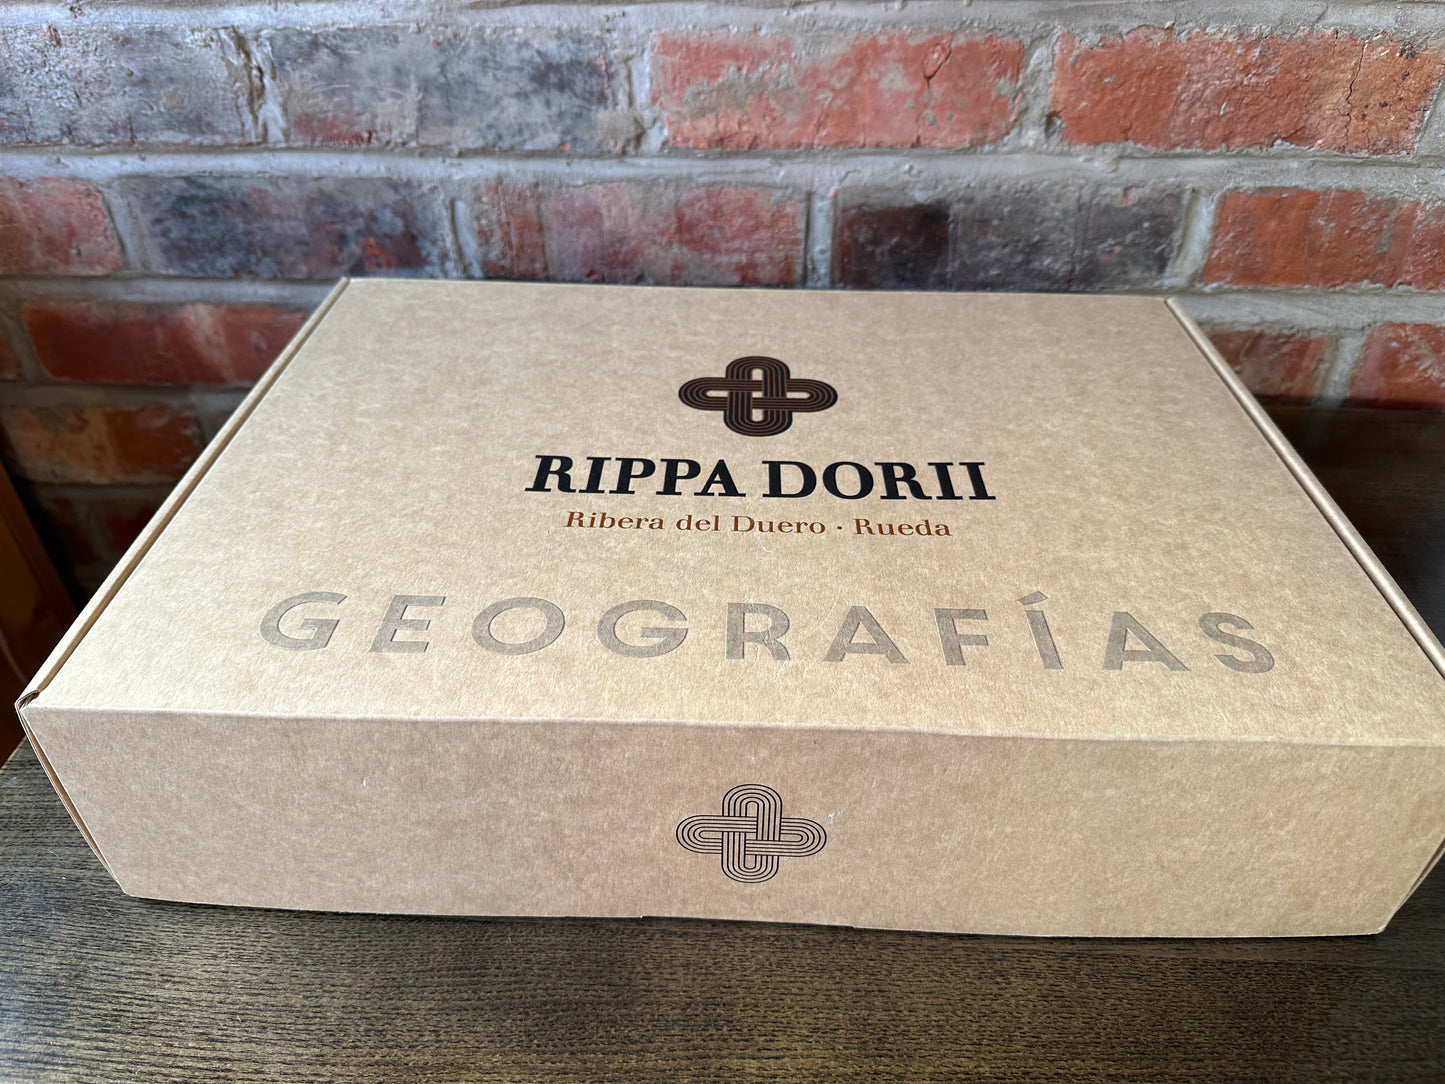 RIPPA DORII
Ribera del Duero · Rueda
GEOGRAFÍAS